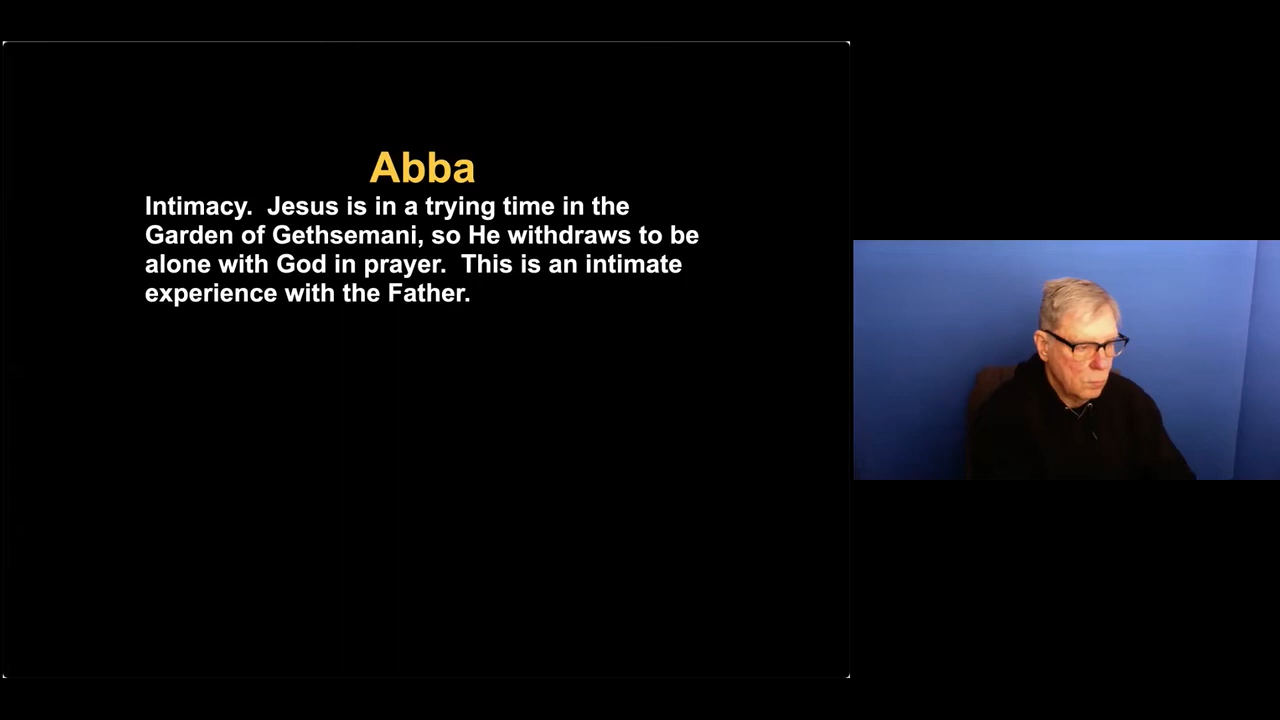 Abba
Intimacy.  Jesus is in a trying time in the
Garden of Gethsemani, so He withdraws to be
alone with God in prayer.  This is an intimate
experience with the Father.